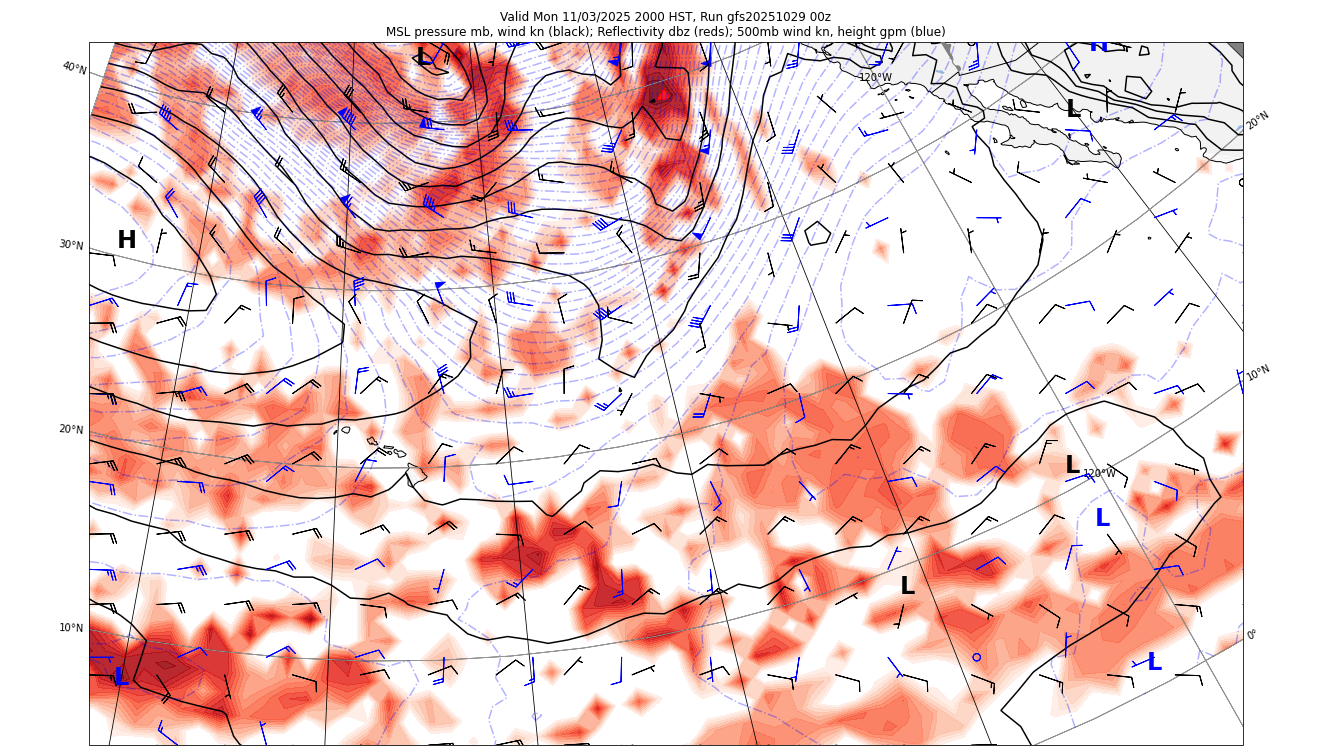 Valid Mon 11/03/2025 2000 HST, Run gfs20251029 00z
MSL pressure mb, wind kn (black); Reflectivity dbz (reds); 500mb wind kn, height gpm (blue)
L
H
40°N
120°W
L
20°N
H
30°N
10°N
20°N
L
120°W
L
L
10°N
0°
L
L